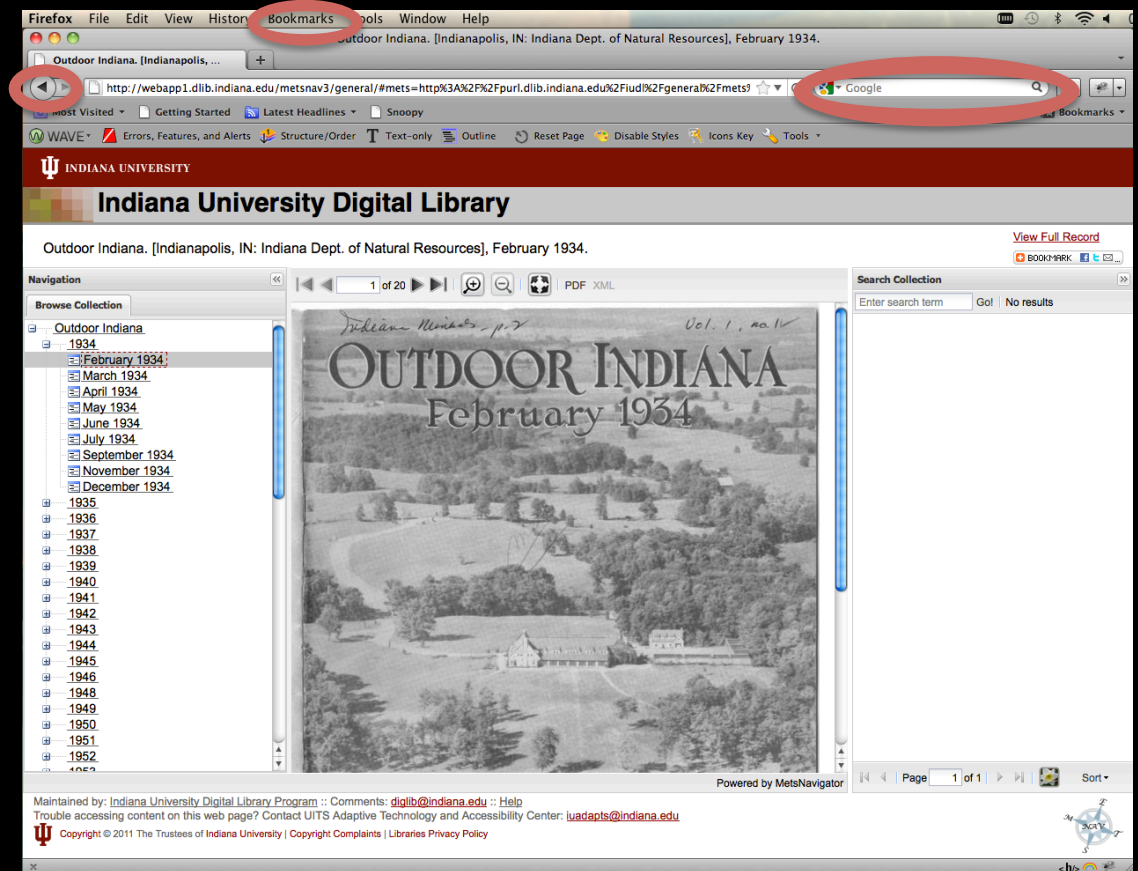 Firefox File Edit View History Bookmarks Tools Window Help
Outdoor Indiana. [Indianapolis, IN: Indiana Dept. of Natural Resources], February 1934.
Outdoor Indiana. [Indianapolis, ...
http://webapp1.dlib.indiana.edu/metsnav3/general/#mets=http%3A%2F%2Fpurl.dlib.indiana.edu%2Fiudl%2Fgeneral%2Fmets% Google
Most Visited Getting Started Latest Headlines Snoopy Bookmarks
WAVE Errors, Features, and Alerts Structure/Order Text-only Outline Reset Page Disable Styles Icons Key Tools
INDIANA UNIVERSITY
Indiana University Digital Library
View Full Record
Outdoor Indiana. [Indianapolis, IN: Indiana Dept. of Natural Resources], February 1934.
BOOKMARK
Navigation
Browse Collection
Outdoor Indiana
1934
February 1934
March 1934
April 1934
May 1934
June 1934
July 1934
September 1934
November 1934
December 1934
1935
1936
1937
1938
1939
1940
1941
1942
1943
1944
1945
1946
1948
1949
1950
1951
1952
1953
1 of 20 PDF XML
Indiana Minerals - p. 2 Vol. 1, no. 1
OUTDOOR INDIANA
February 1934
Powered by MetsNavigator
Search Collection
Enter search term Go! No results
Page 1 of 1 Sort
Maintained by: Indiana University Digital Library Program :: Comments: diglib@indiana.edu :: Help
Trouble accessing content on this web page? Contact UITS Adaptive Technology and Accessibility Center: iuadapts@indiana.edu
Copyright © 2011 The Trustees of Indiana University | Copyright Complaints | Libraries Privacy Policy
NAV